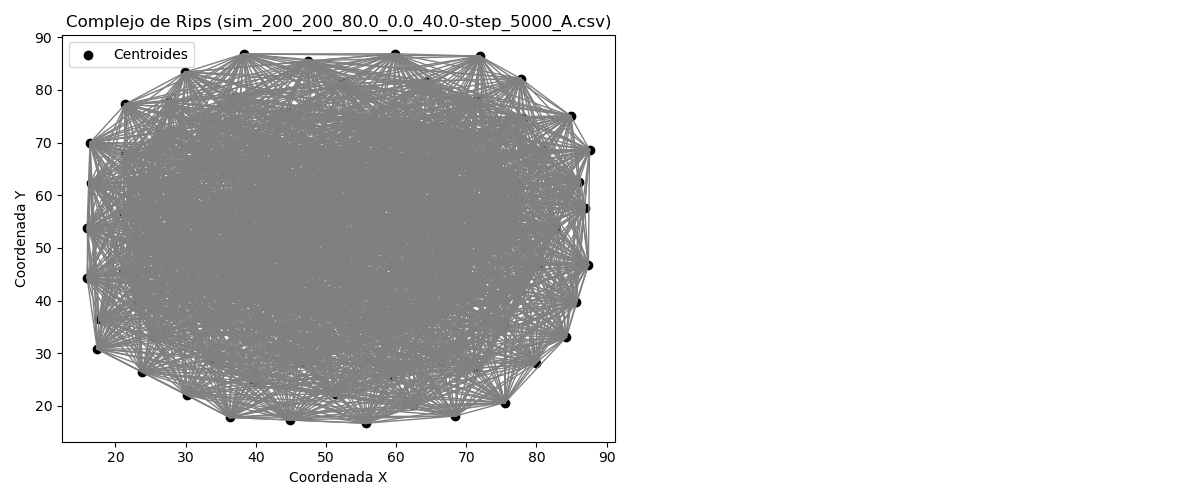 Complejo de Rips (sim_200_200_80.0_0.0_40.0-step_5000_A.csv)
Centroides
90
80
70
60
50
40
30
20
Coordenada Y
20 30 40 50 60 70 80 90
Coordenada X